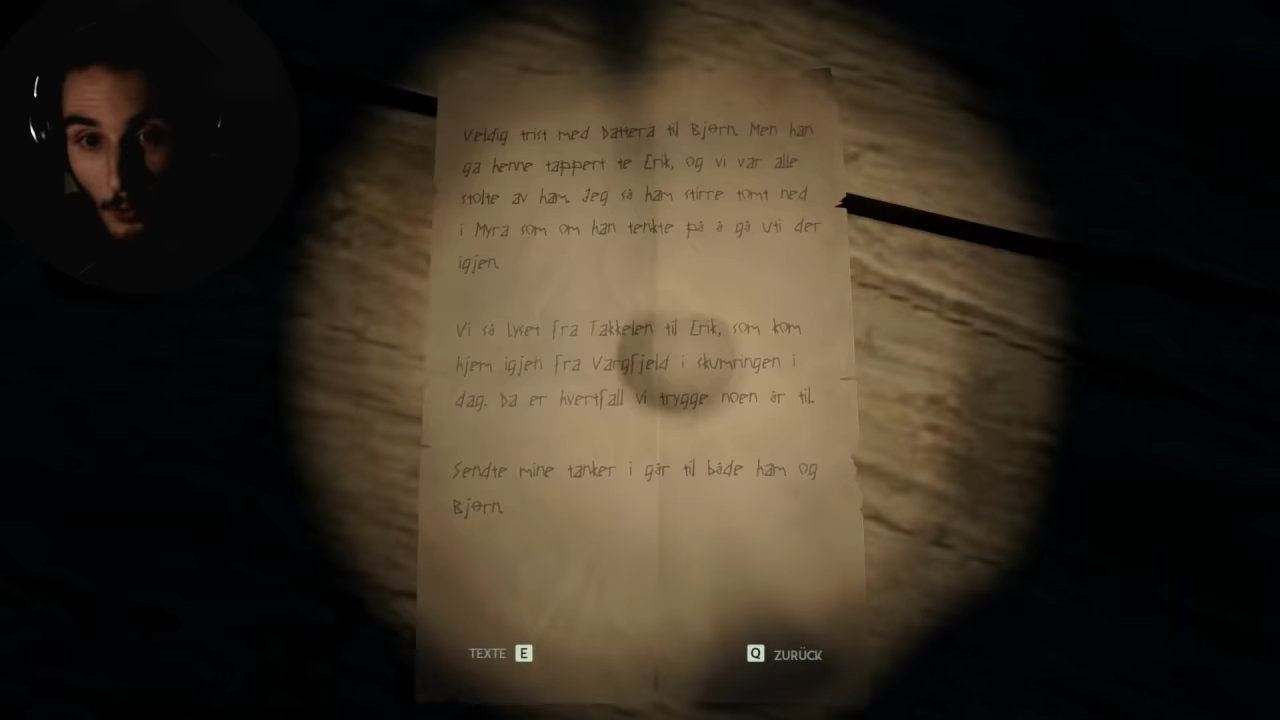 Veldig trist med Dattera til Bjørn. Men han
ga henne tappert te Erik, og vi var alle
stolte av ham. Jeg så ham stirre tomt ned
i Myra som om han tenkte på å gå uti der
igjen.
Vi så lyset fra Fakkelen til Erik, som kom
hjem igjen fra Vargfjeld i skumringen i
dag. Da er hvertfall vi trygge noen år til.
Sendte mine tanker i går til både ham og
Bjørn.
TEXTE E
Q ZURÜCK